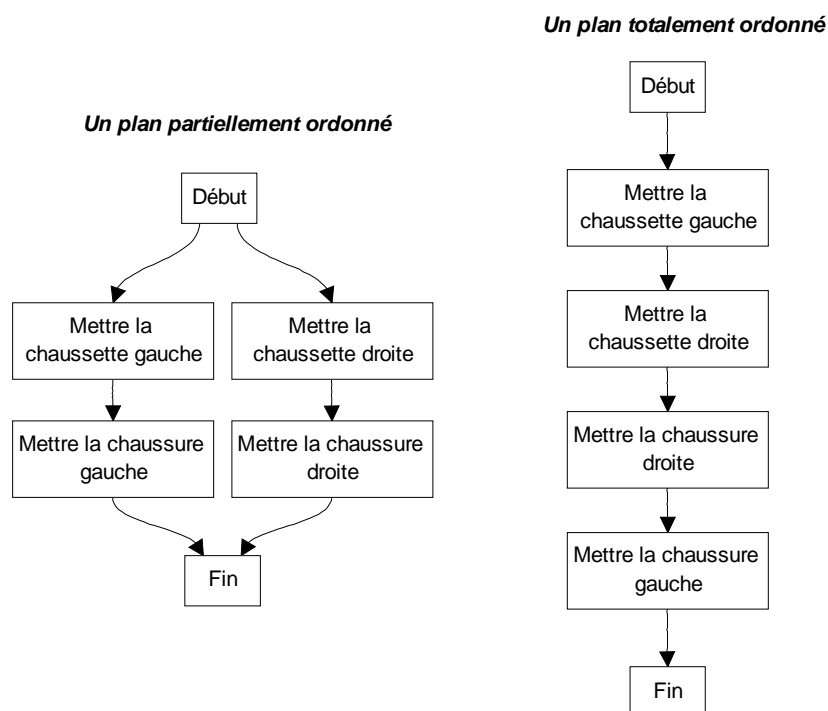 Un plan partiellement ordonné
Début
Mettre la
chaussette gauche
Mettre la
chaussette droite
Mettre la chaussure
gauche
Mettre la chaussure
droite
Fin
Un plan totalement ordonné
Début
Mettre la
chaussette gauche
Mettre la
chaussette droite
Mettre la chaussure
droite
Mettre la chaussure
gauche
Fin